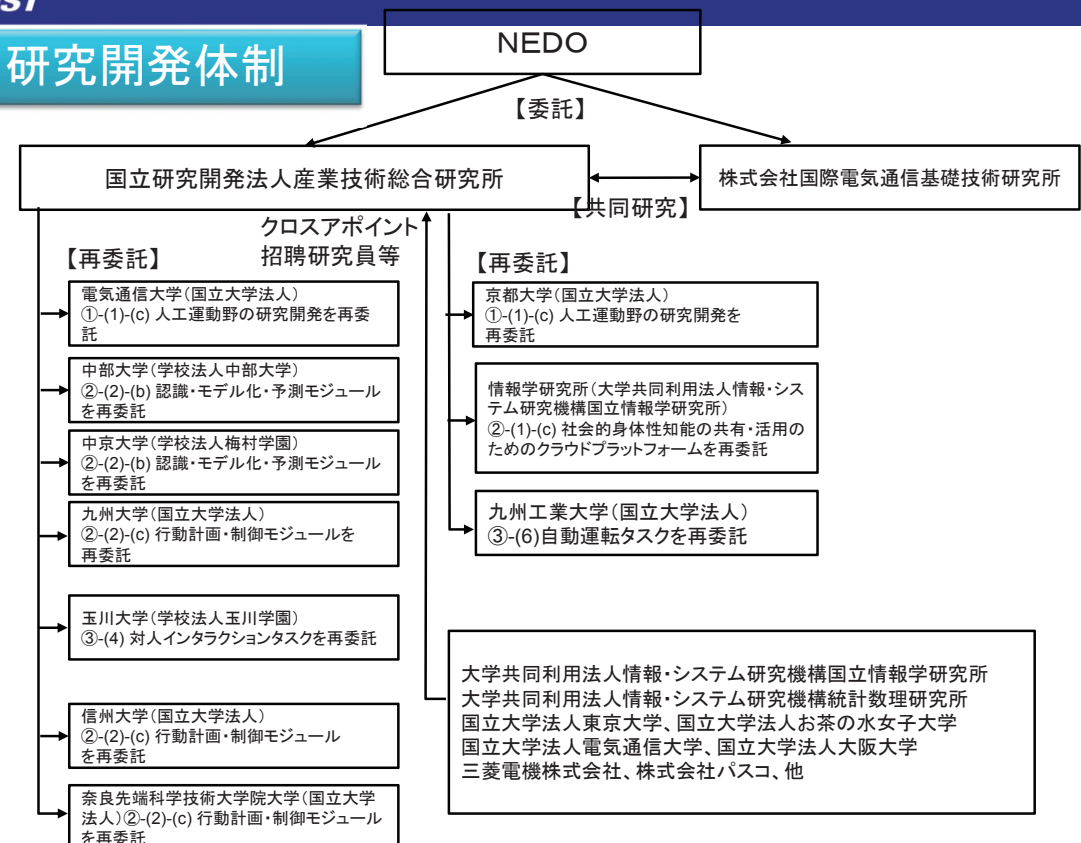 研究開発体制
NEDO
【委託】
国立研究開発法人産業技術総合研究所
株式会社国際電気通信基礎技術研究所
【共同研究】
クロスアポイント
招聘研究員等
【再委託】
電気通信大学(国立大学法人)
①-(1)-(c) 人工運動野の研究開発を再委
託
中部大学(学校法人中部大学)
②-(2)-(b) 認識・モデル化・予測モジュール
を再委託
中京大学(学校法人梅村学園)
②-(2)-(b) 認識・モデル化・予測モジュール
を再委託
九州大学(国立大学法人)
②-(2)-(c) 行動計画・制御モジュールを
再委託
玉川大学(学校法人玉川学園)
③-(4) 対人インタラクションタスクを再委託
信州大学(国立大学法人)
②-(2)-(c) 行動計画・制御モジュール
を再委託
奈良先端科学技術大学院大学(国立大学
法人)②-(2)-(c) 行動計画・制御モジュール
を再委託
【再委託】
京都大学(国立大学法人)
①-(1)-(c) 人工運動野の研究開発を
再委託
情報学研究所(大学共同利用法人情報・シス
テム研究機構国立情報学研究所)
②-(1)-(c) 社会的身体性知能の共有・活用の
ためのクラウドプラットフォームを再委託
九州工業大学(国立大学法人)
③-(6)自動運転タスクを再委託
大学共同利用法人情報・システム研究機構国立情報学研究所
大学共同利用法人情報・システム研究機構統計数理研究所
国立大学法人東京大学、国立大学法人お茶の水女子大学
国立大学法人電気通信大学、国立大学法人大阪大学
三菱電機株式会社、株式会社パスコ、他